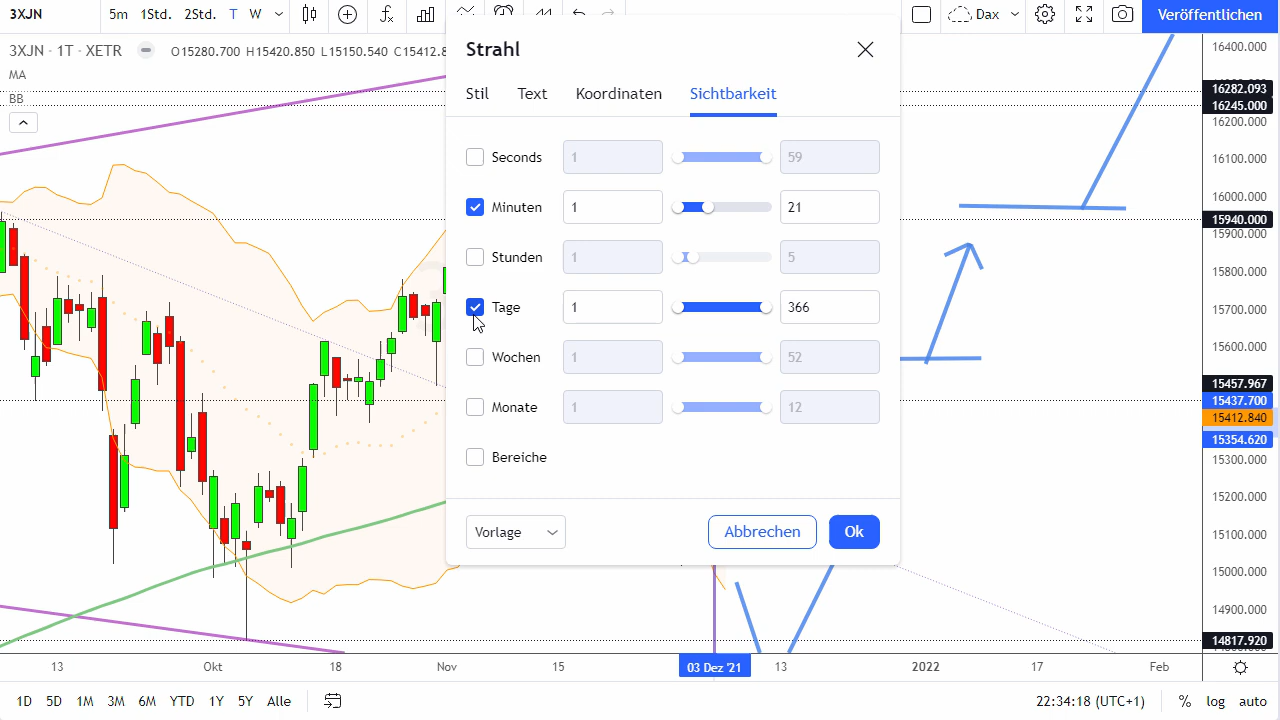 3XJN 5m 1Std. 2Std. T W Dax Veröffentlichen
3XJN · 1T · XETR O15280.700 H15420.850 L15150.540 C15412.8
MA
BB
Strahl
Stil Text Koordinaten Sichtbarkeit
Seconds 1 59
Minuten 1 21
Stunden 1 5
Tage 1 366
Wochen 1 52
Monate 1 12
Bereiche
Vorlage Abbrechen Ok
16400.000
16282.093
16245.000
16200.000
16100.000
16000.000
15940.000
15900.000
15800.000
15700.000
15600.000
15457.967
15437.700
15412.840
15354.620
15300.000
15200.000
15100.000
15000.000
14900.000
14817.920
13 Okt 18 Nov 15 03 Dez '21 13 2022 17 Feb
1D 5D 1M 3M 6M YTD 1Y 5Y Alle 22:34:18 (UTC+1) % log auto